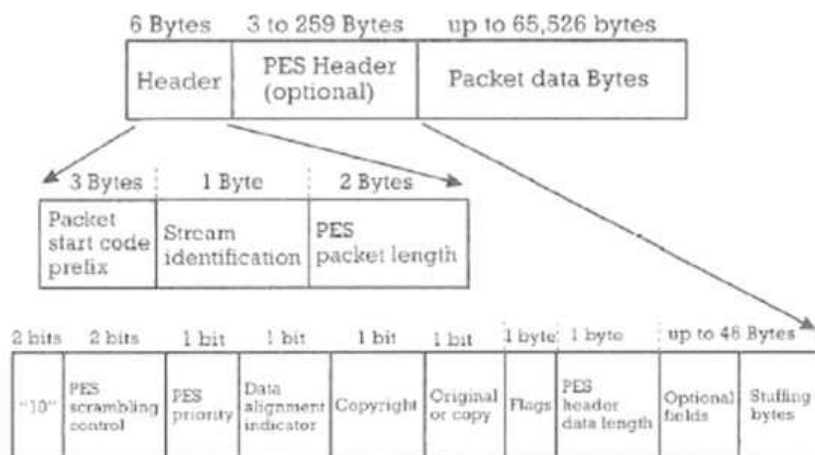 6 Bytes 3 to 259 Bytes up to 65,526 bytes
Header
PES Header
(optional)
Packet data Bytes
3 Bytes 1 Byte 2 Bytes
Packet
start code
prefix
Stream
identification
PES
packet length
2 bits 2 bits 1 bit 1 bit 1 bit 1 bit 1 byte 1 byte up to 46 Bytes
"10"
PES
scrambling
control
PES
priority
Data
alignment
indicator
Copyright
Original
or copy
Flags
PES
header
data length
Optional
fields
Stuffing
bytes